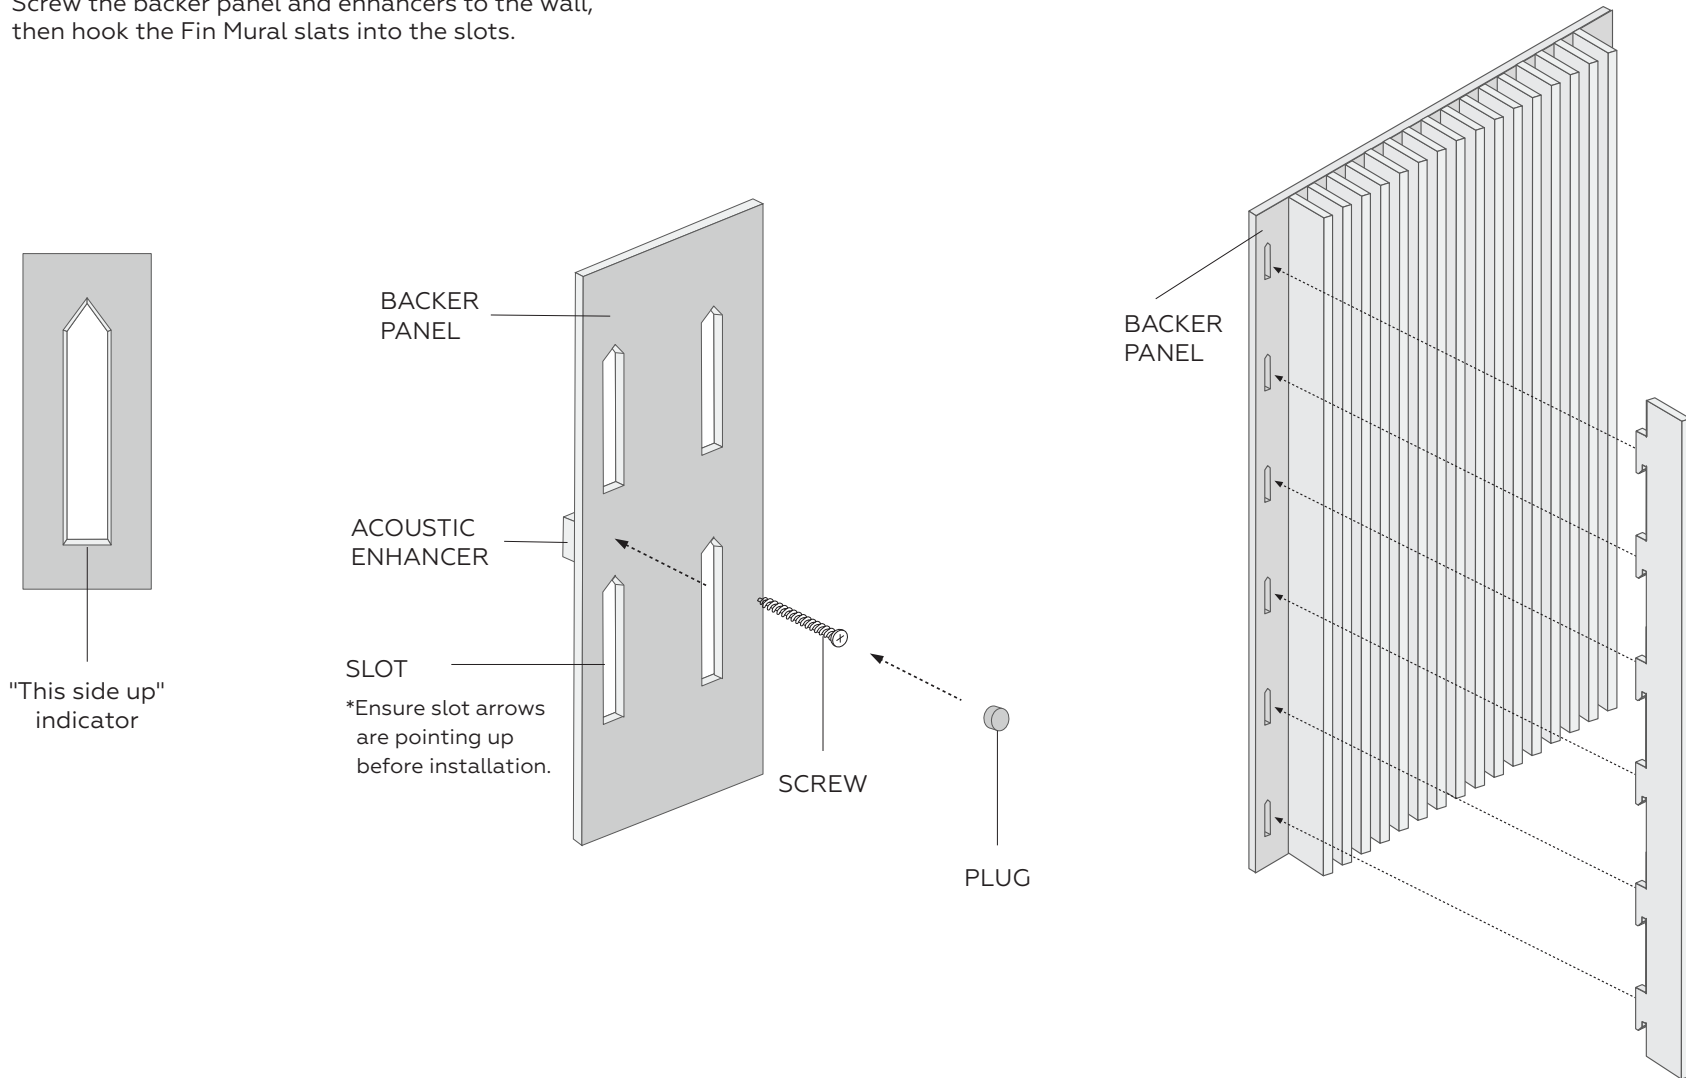 Screw the backer panel and enhancers to the wall,
then hook the Fin Mural slats into the slots.
BACKER
PANEL
BACKER
PANEL
ACOUSTIC
ENHANCER
SLOT
*Ensure slot arrows
are pointing up
before installation.
"This side up"
indicator
SCREW
PLUG